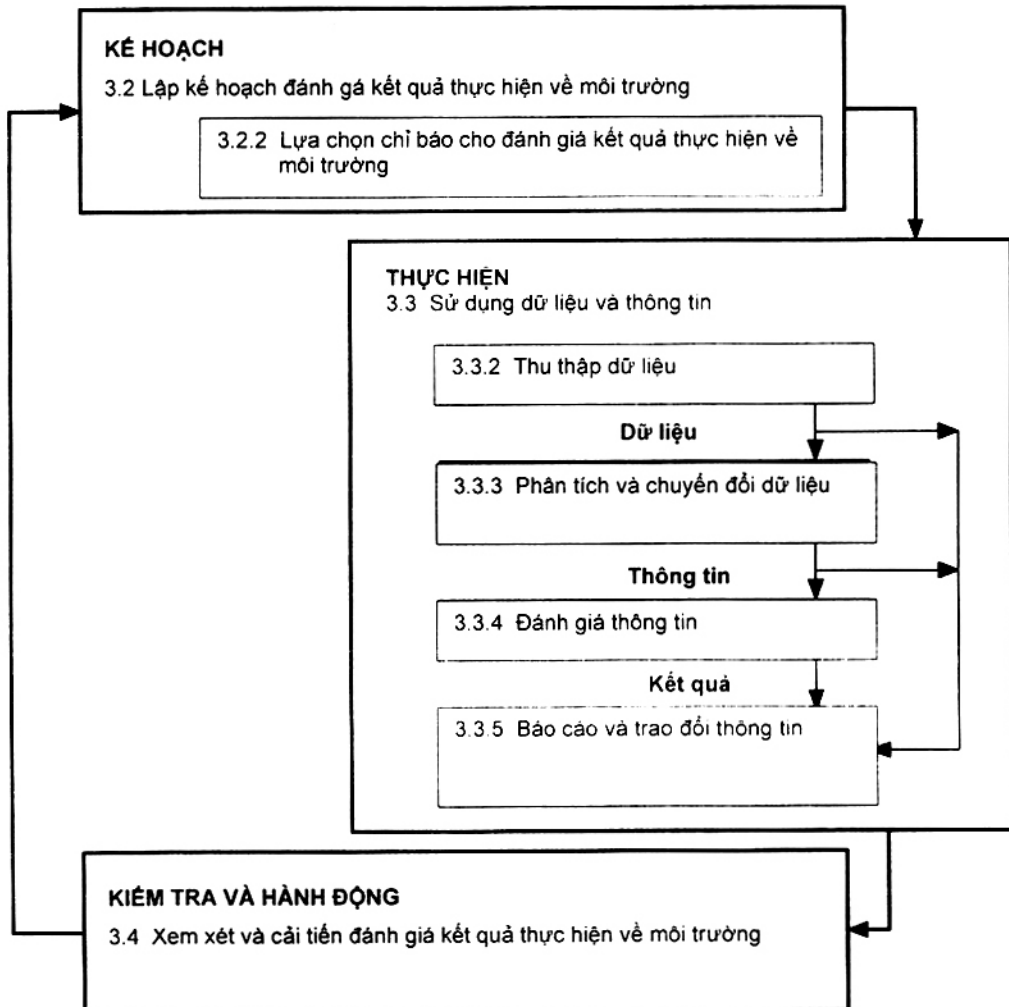 KẾ HOẠCH
3.2 Lập kế hoạch đánh gá kết quả thực hiện về môi trường
3.2.2 Lựa chọn chỉ báo cho đánh giá kết quả thực hiện về
môi trường
THỰC HIỆN
3.3 Sử dụng dữ liệu và thông tin
3.3.2 Thu thập dữ liệu
Dữ liệu
3.3.3 Phân tích và chuyển đổi dữ liệu
Thông tin
3.3.4 Đánh giá thông tin
Kết quả
3.3.5 Báo cáo và trao đổi thông tin
KIỂM TRA VÀ HÀNH ĐỘNG
3.4 Xem xét và cải tiến đánh giá kết quả thực hiện về môi trường